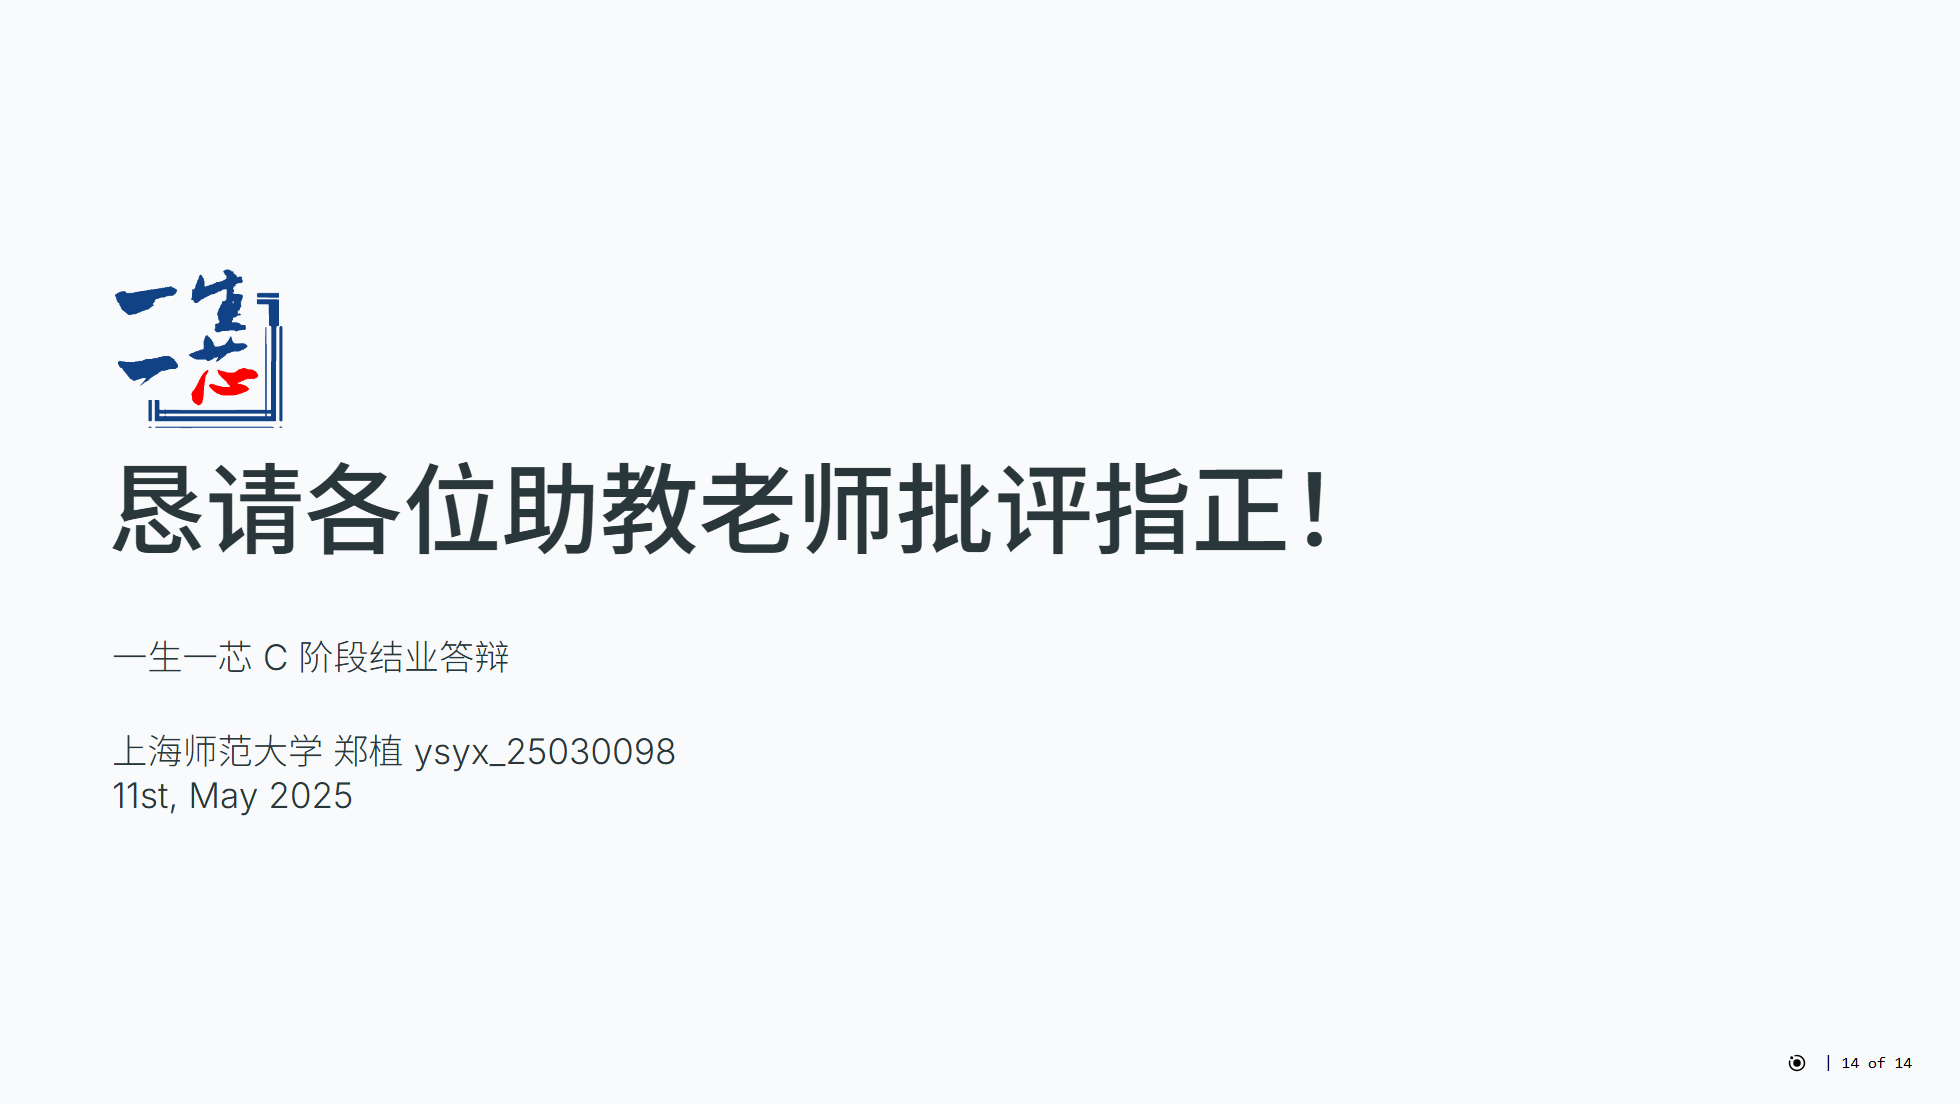 一生
一芯
恳请各位助教老师批评指正！
一生一芯 C 阶段结业答辩
上海师范大学 郑植 ysyx_25030098
11st, May 2025
| 14 of 14